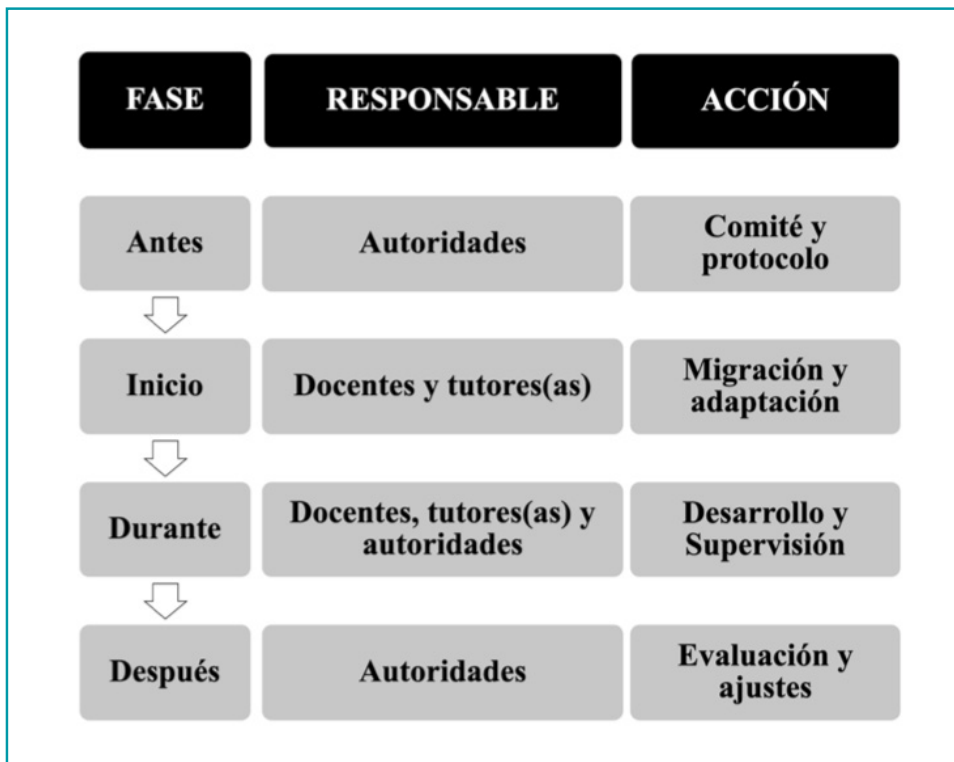 FASE RESPONSABLE ACCIÓN
Antes Autoridades Comité y
protocolo
Inicio Docentes y tutores(as) Migración y
adaptación
Durante Docentes, tutores(as) y
autoridades
Desarrollo y
Supervisión
Después Autoridades Evaluación y
ajustes